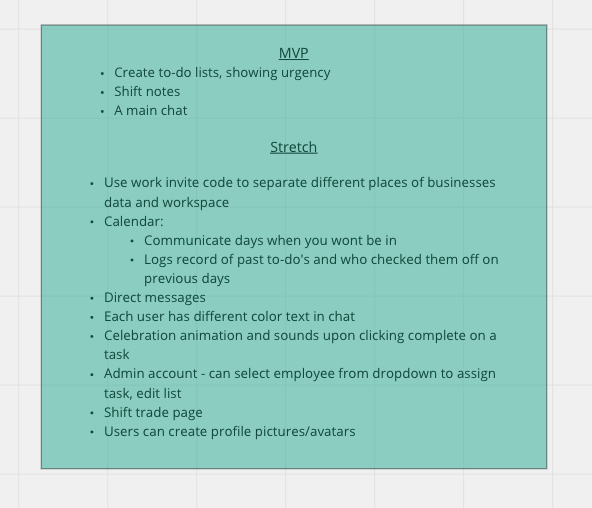 MVP
• Create to-do lists, showing urgency
• Shift notes
• A main chat
Stretch
• Use work invite code to separate different places of businesses
data and workspace
• Calendar:
• Communicate days when you wont be in
• Logs record of past to-do's and who checked them off on
previous days
• Direct messages
• Each user has different color text in chat
• Celebration animation and sounds upon clicking complete on a
task
• Admin account - can select employee from dropdown to assign
task, edit list
• Shift trade page
• Users can create profile pictures/avatars